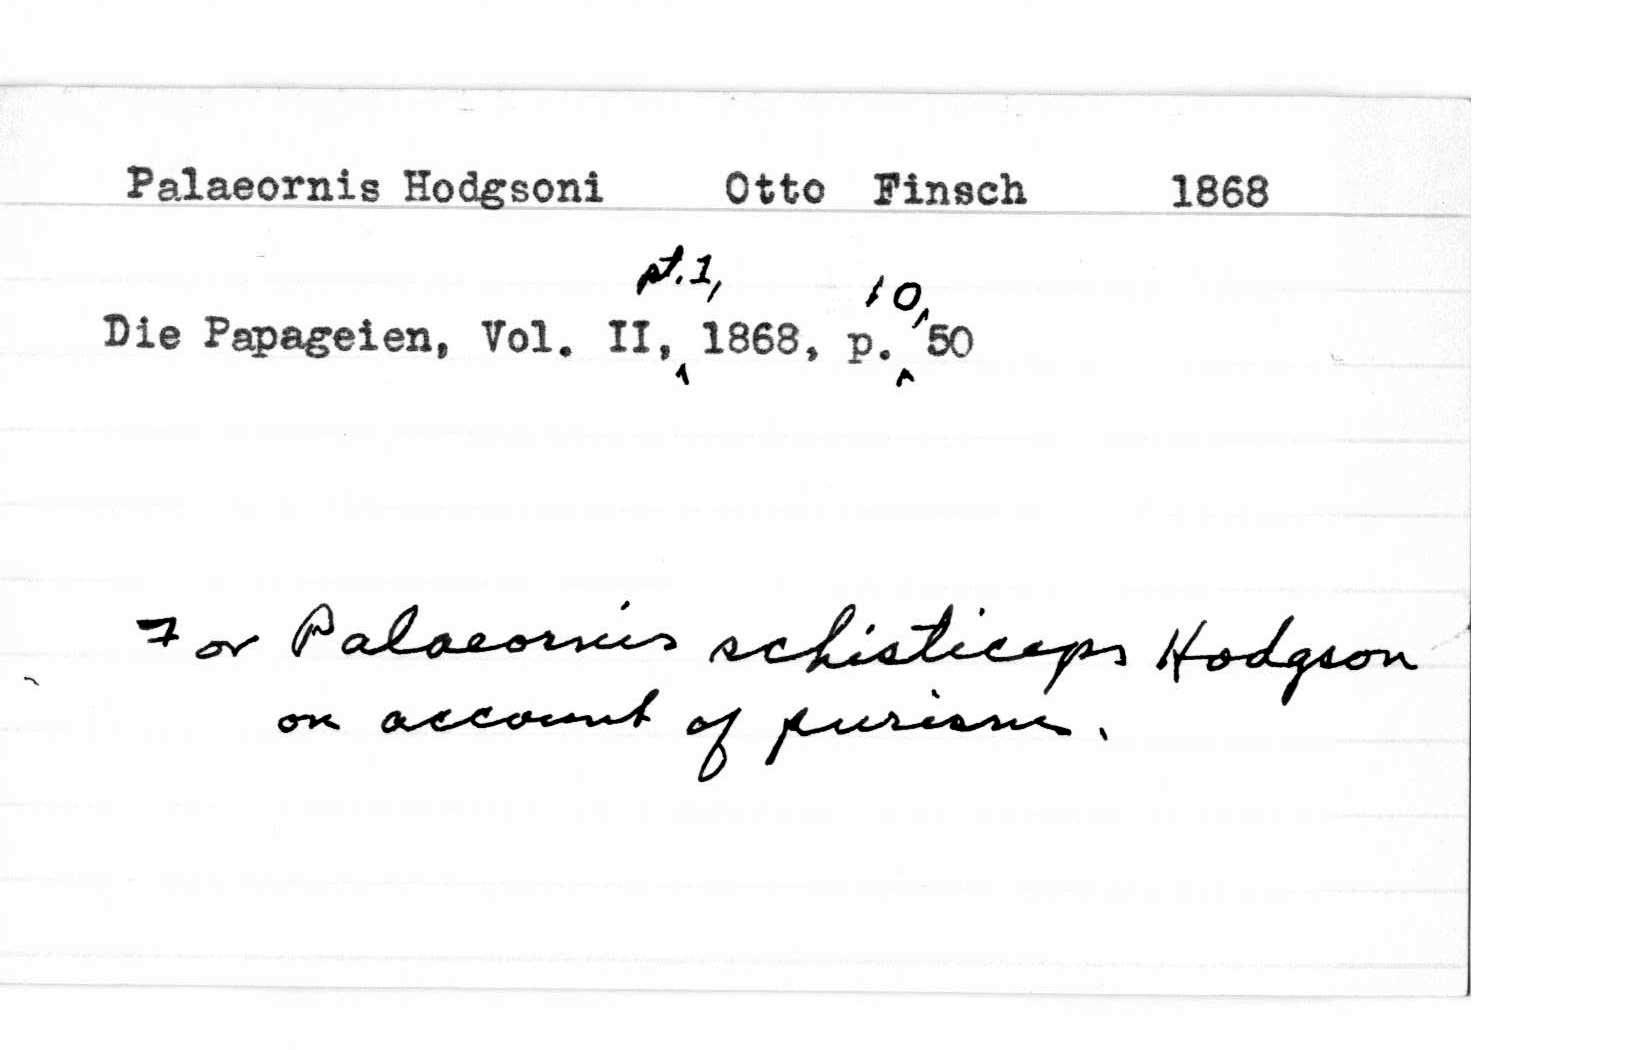 Palaeornis Hodgsoni Otto Finsch 1868
pt.1, 10,
Die Papageien, Vol. II, 1868, p. 50
For Palaeornis schisticeps Hodgson
on account of purism.